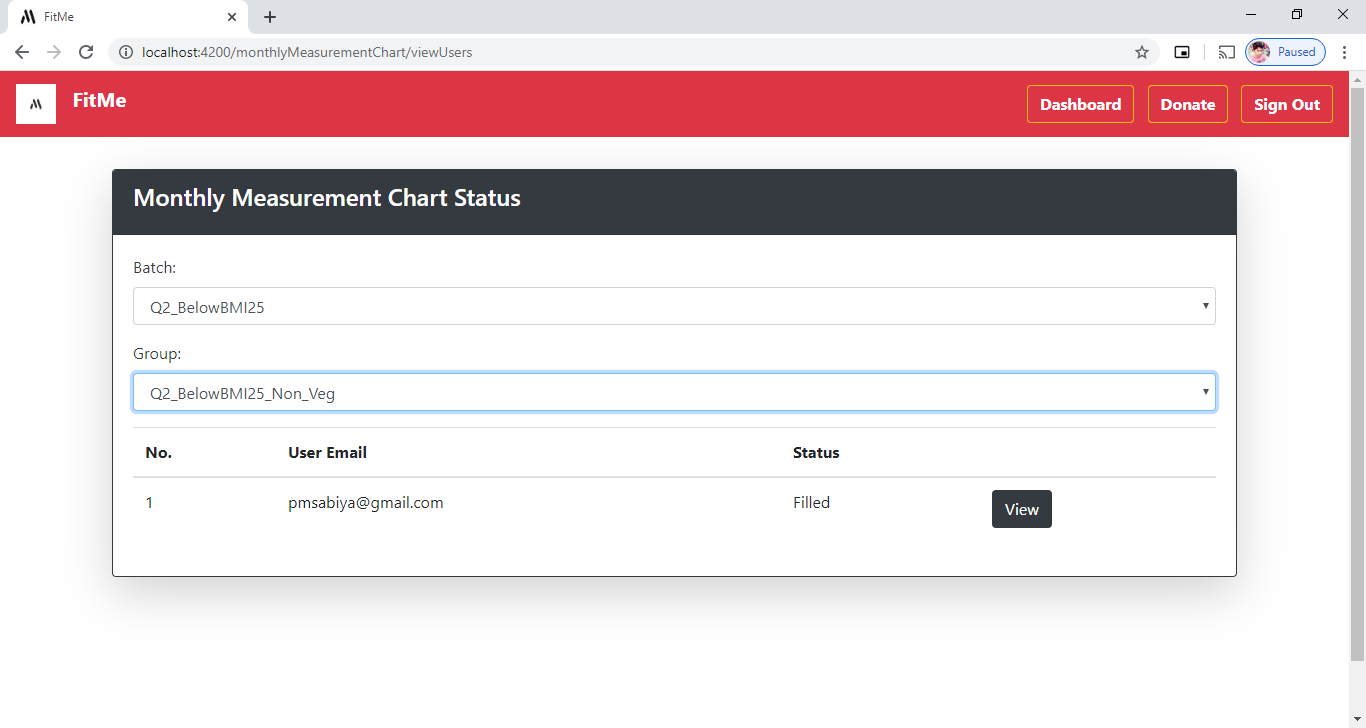 FitMe
localhost:4200/monthlyMeasurementChart/viewUsers
Paused
FitMe
Dashboard Donate Sign Out
Monthly Measurement Chart Status
Batch:
Q2_BelowBMI25
Group:
Q2_BelowBMI25_Non_Veg
No. User Email Status
1 pmsabiya@gmail.com Filled View